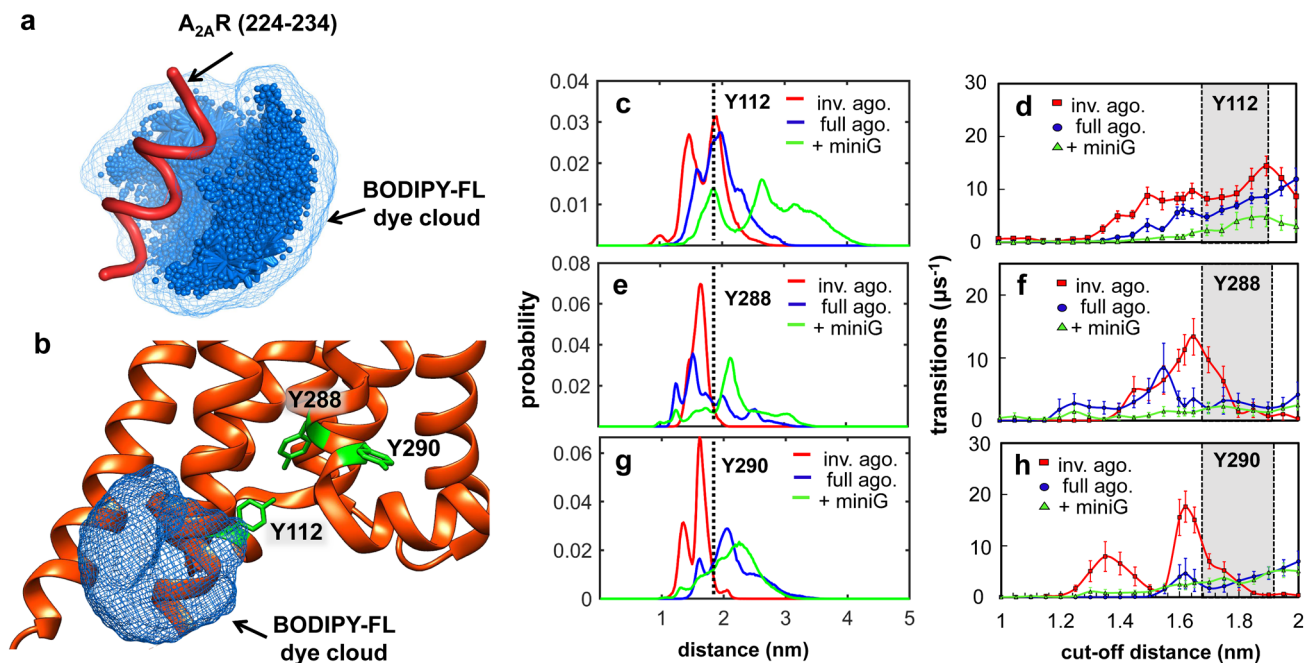 a
A2AR (224-234)
BODIPY-FL
dye cloud
b
Y288
Y290
Y112
BODIPY-FL
dye cloud
probability
c
Y112
inv. ago.
full ago.
+ miniG
0.04
0.03
0.02
0.01
0
e
Y288
inv. ago.
full ago.
+ miniG
0.08
0.06
0.04
0.02
0
g
Y290
inv. ago.
full ago.
+ miniG
0.06
0.04
0.02
0
1 2 3 4 5
distance (nm)
transitions (µs-1)
d
Y112
inv. ago.
full ago.
+ miniG
30
20
10
0
f
Y288
inv. ago.
full ago.
+ miniG
30
20
10
0
h
Y290
inv. ago.
full ago.
+ miniG
30
20
10
0
1 1.2 1.4 1.6 1.8 2
cut-off distance (nm)